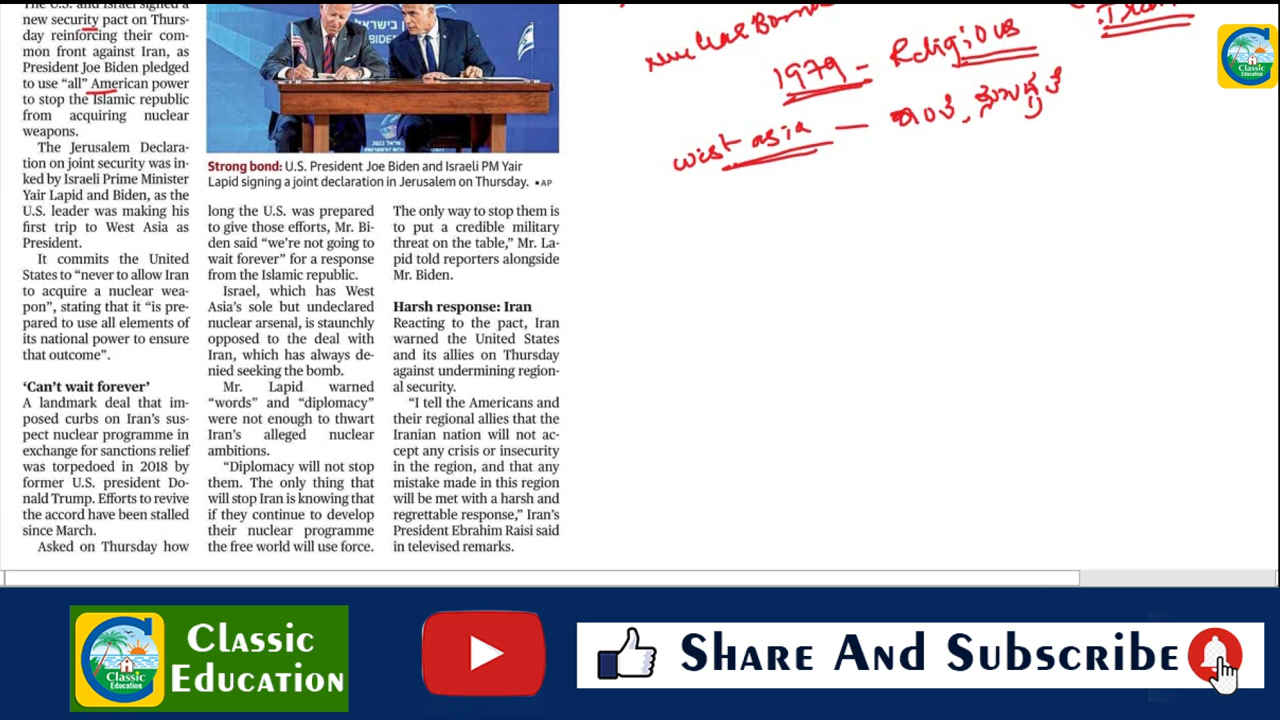 The U.S. and Israel signed a
new security pact on Thurs-
day reinforcing their com-
mon front against Iran, as
President Joe Biden pledged
to use “all” American power
to stop the Islamic republic
from acquiring nuclear
weapons.
The Jerusalem Declara-
tion on joint security was in-
ked by Israeli Prime Minister
Yair Lapid and Biden, as the
U.S. leader was making his
first trip to West Asia as
President.
It commits the United
States to “never to allow Iran
to acquire a nuclear wea-
pon”, stating that it “is pre-
pared to use all elements of
its national power to ensure
that outcome”.
‘Can’t wait forever’
A landmark deal that im-
posed curbs on Iran’s sus-
pect nuclear programme in
exchange for sanctions relief
was torpedoed in 2018 by
former U.S. president Do-
nald Trump. Efforts to revive
the accord have been stalled
since March.
Asked on Thursday how
Strong bond: U.S. President Joe Biden and Israeli PM Yair
Lapid signing a joint declaration in Jerusalem on Thursday. • AP
long the U.S. was prepared
to give those efforts, Mr. Bi-
den said “we’re not going to
wait forever” for a response
from the Islamic republic.
Israel, which has West
Asia’s sole but undeclared
nuclear arsenal, is staunchly
opposed to the deal with
Iran, which has always de-
nied seeking the bomb.
Mr. Lapid warned
“words” and “diplomacy”
were not enough to thwart
Iran’s alleged nuclear
ambitions.
“Diplomacy will not stop
them. The only thing that
will stop Iran is knowing that
if they continue to develop
their nuclear programme
the free world will use force.
The only way to stop them is
to put a credible military
threat on the table,” Mr. La-
pid told reporters alongside
Mr. Biden.
Harsh response: Iran
Reacting to the pact, Iran
warned the United States
and its allies on Thursday
against undermining region-
al security.
“I tell the Americans and
their regional allies that the
Iranian nation will not ac-
cept any crisis or insecurity
in the region, and that any
mistake made in this region
will be met with a harsh and
regrettable response,” Iran’s
President Ebrahim Raisi said
in televised remarks.
Iran
1979 - Religious
west asia -
Classic
Education
Classic
Education
Classic
Education
Share And Subscribe